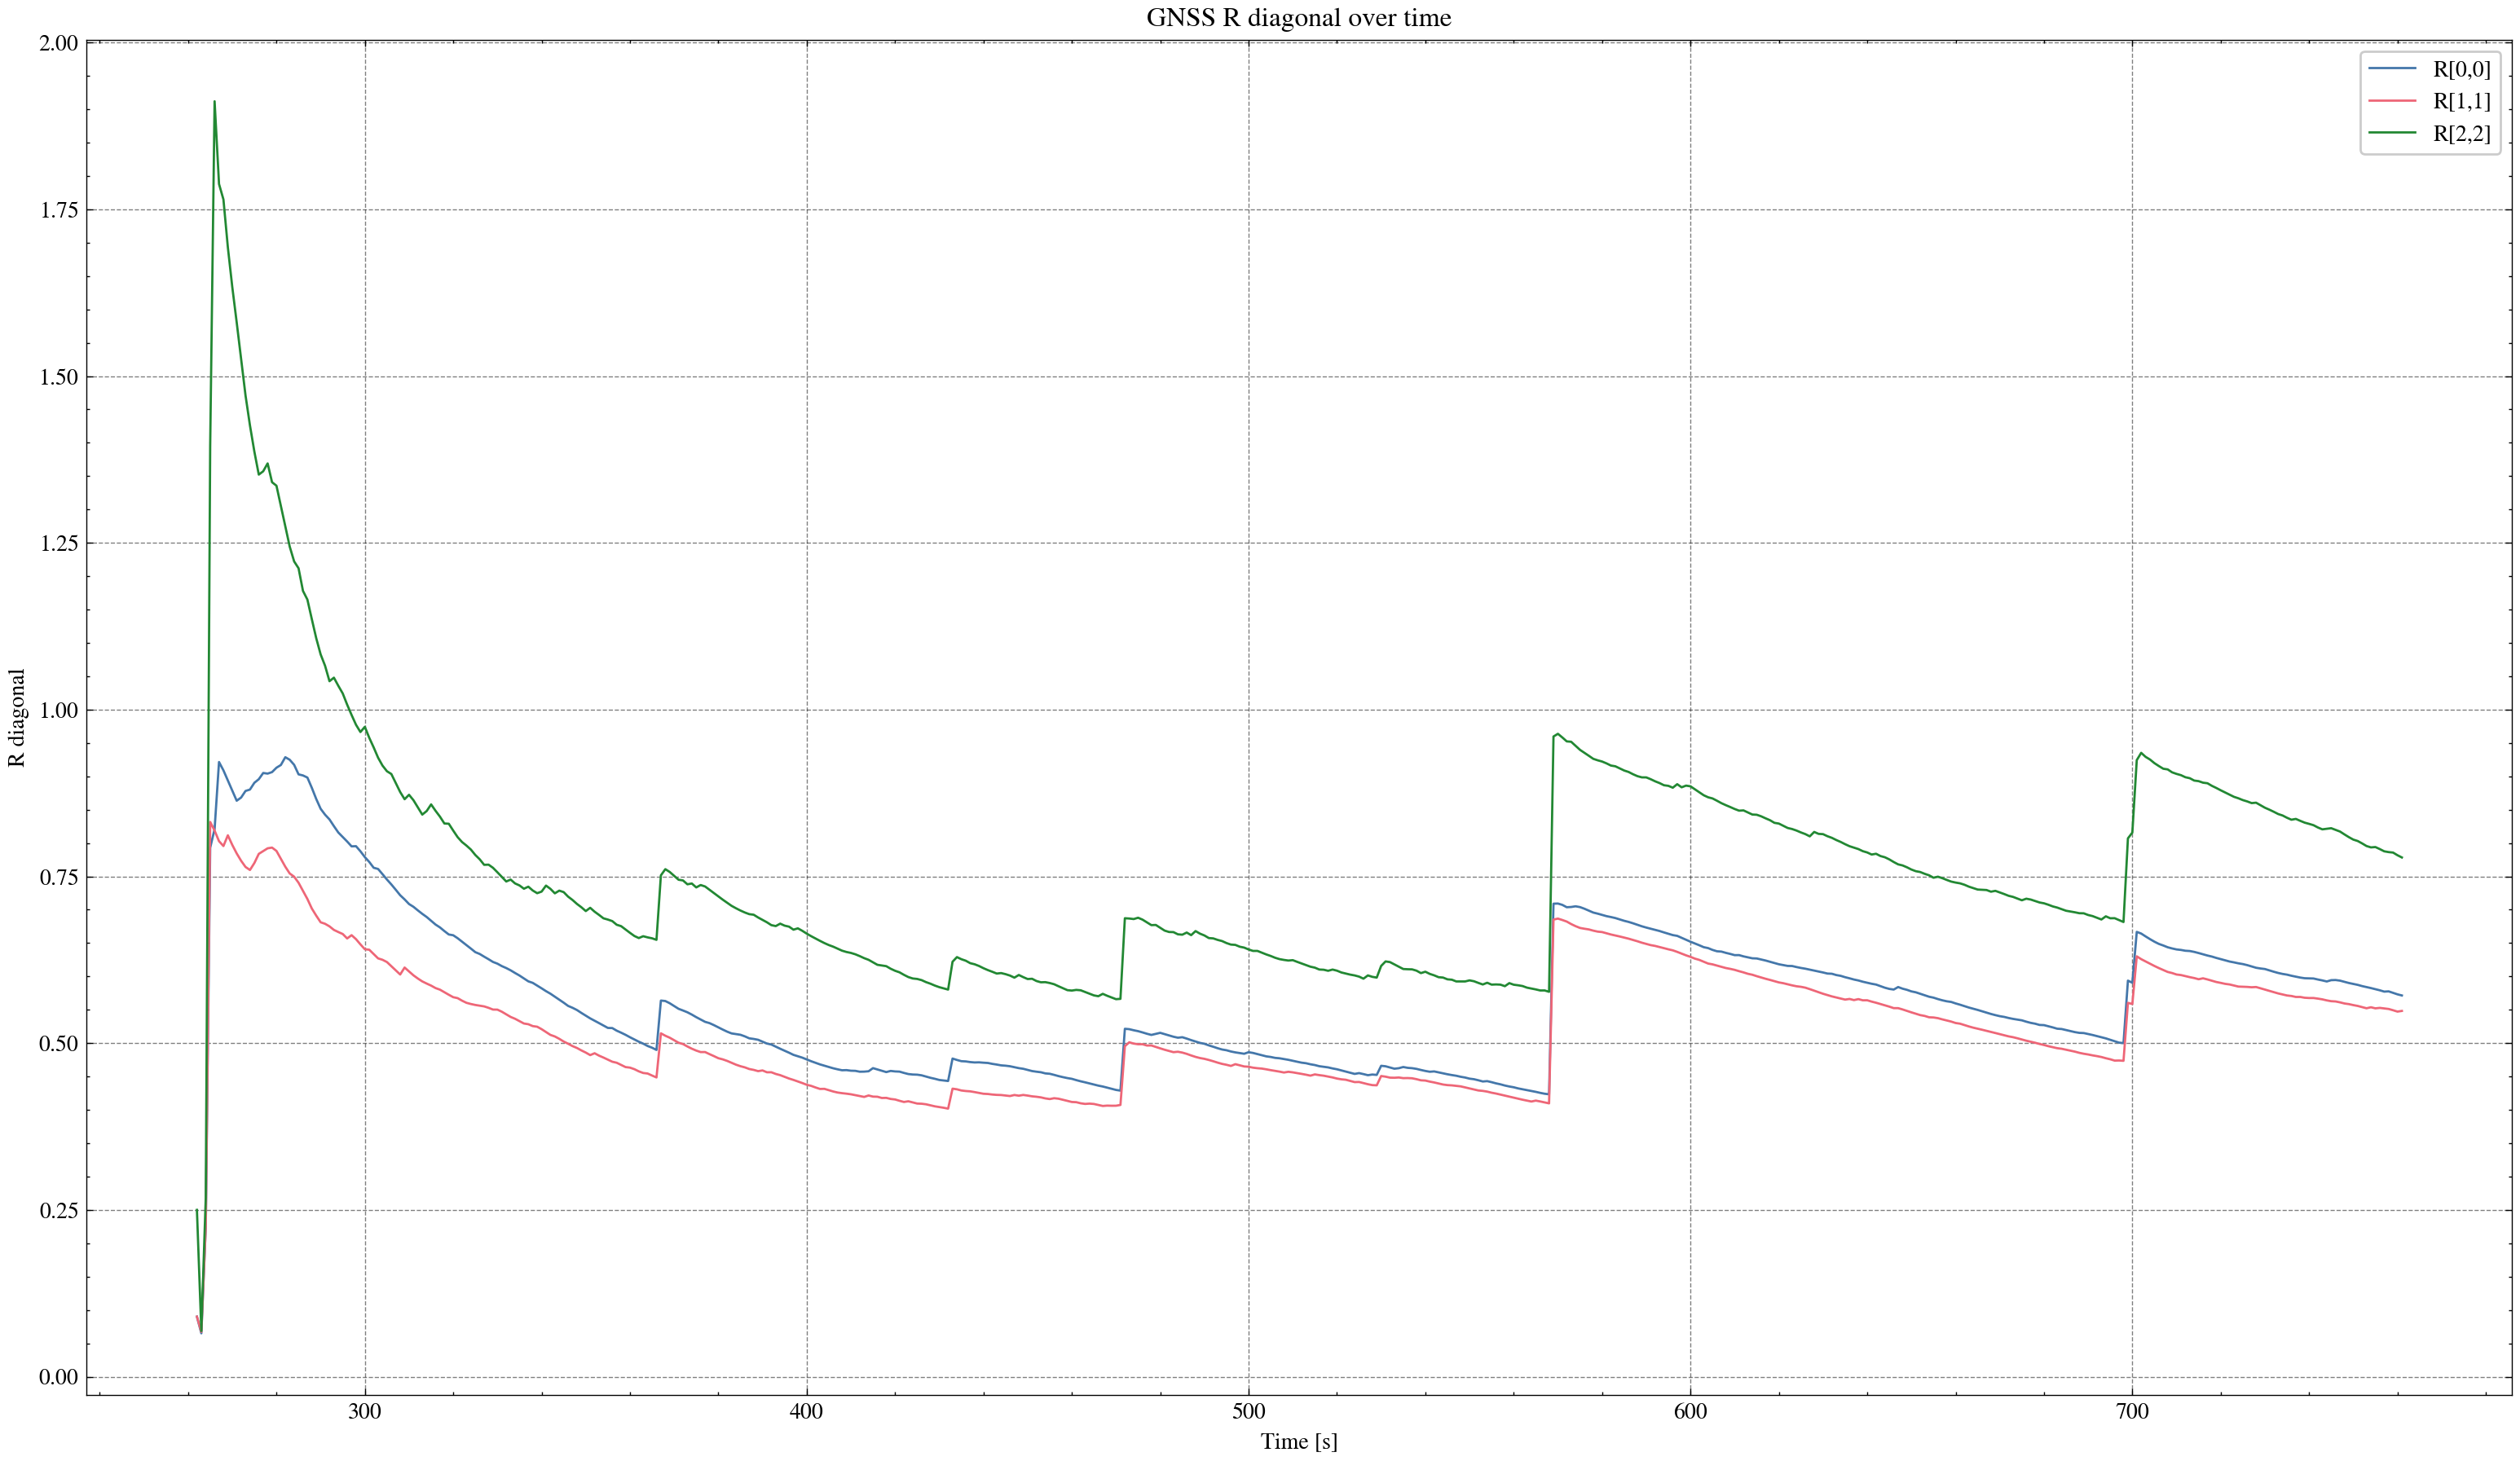 GNSS R diagonal over time
2.00
1.75
1.50
1.25
1.00
0.75
0.50
0.25
0.00
R diagonal
R[0,0]
R[1,1]
R[2,2]
300 400 500 600 700
Time [s]